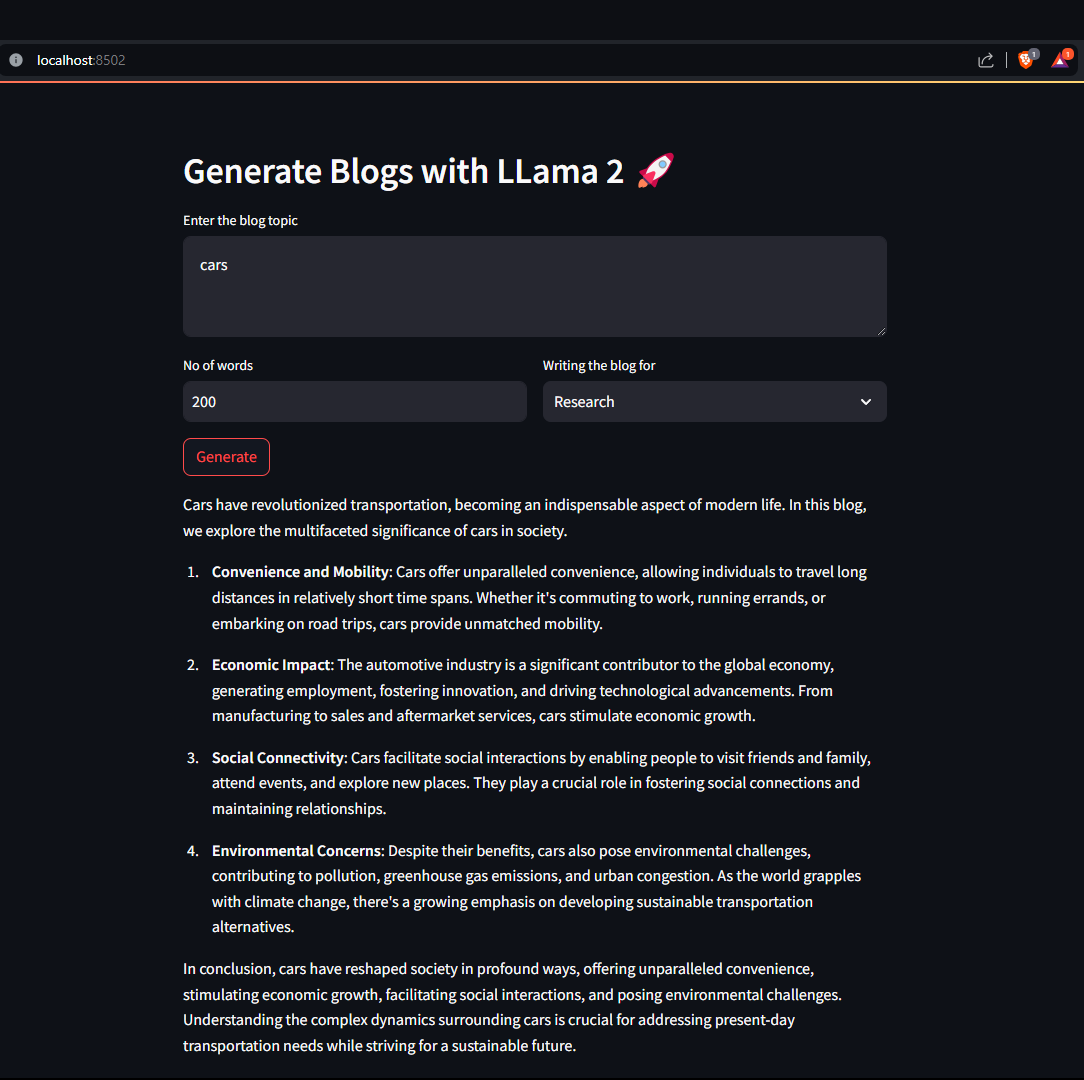 localhost:8502
1
1
Generate Blogs with LLama 2 🚀
Enter the blog topic
cars
No of words
Writing the blog for
200
Research
Generate
Cars have revolutionized transportation, becoming an indispensable aspect of modern life. In this blog,
we explore the multifaceted significance of cars in society.
1. Convenience and Mobility: Cars offer unparalleled convenience, allowing individuals to travel long
distances in relatively short time spans. Whether it's commuting to work, running errands, or
embarking on road trips, cars provide unmatched mobility.
2. Economic Impact: The automotive industry is a significant contributor to the global economy,
generating employment, fostering innovation, and driving technological advancements. From
manufacturing to sales and aftermarket services, cars stimulate economic growth.
3. Social Connectivity: Cars facilitate social interactions by enabling people to visit friends and family,
attend events, and explore new places. They play a crucial role in fostering social connections and
maintaining relationships.
4. Environmental Concerns: Despite their benefits, cars also pose environmental challenges,
contributing to pollution, greenhouse gas emissions, and urban congestion. As the world grapples
with climate change, there's a growing emphasis on developing sustainable transportation
alternatives.
In conclusion, cars have reshaped society in profound ways, offering unparalleled convenience,
stimulating economic growth, facilitating social interactions, and posing environmental challenges.
Understanding the complex dynamics surrounding cars is crucial for addressing present-day
transportation needs while striving for a sustainable future.